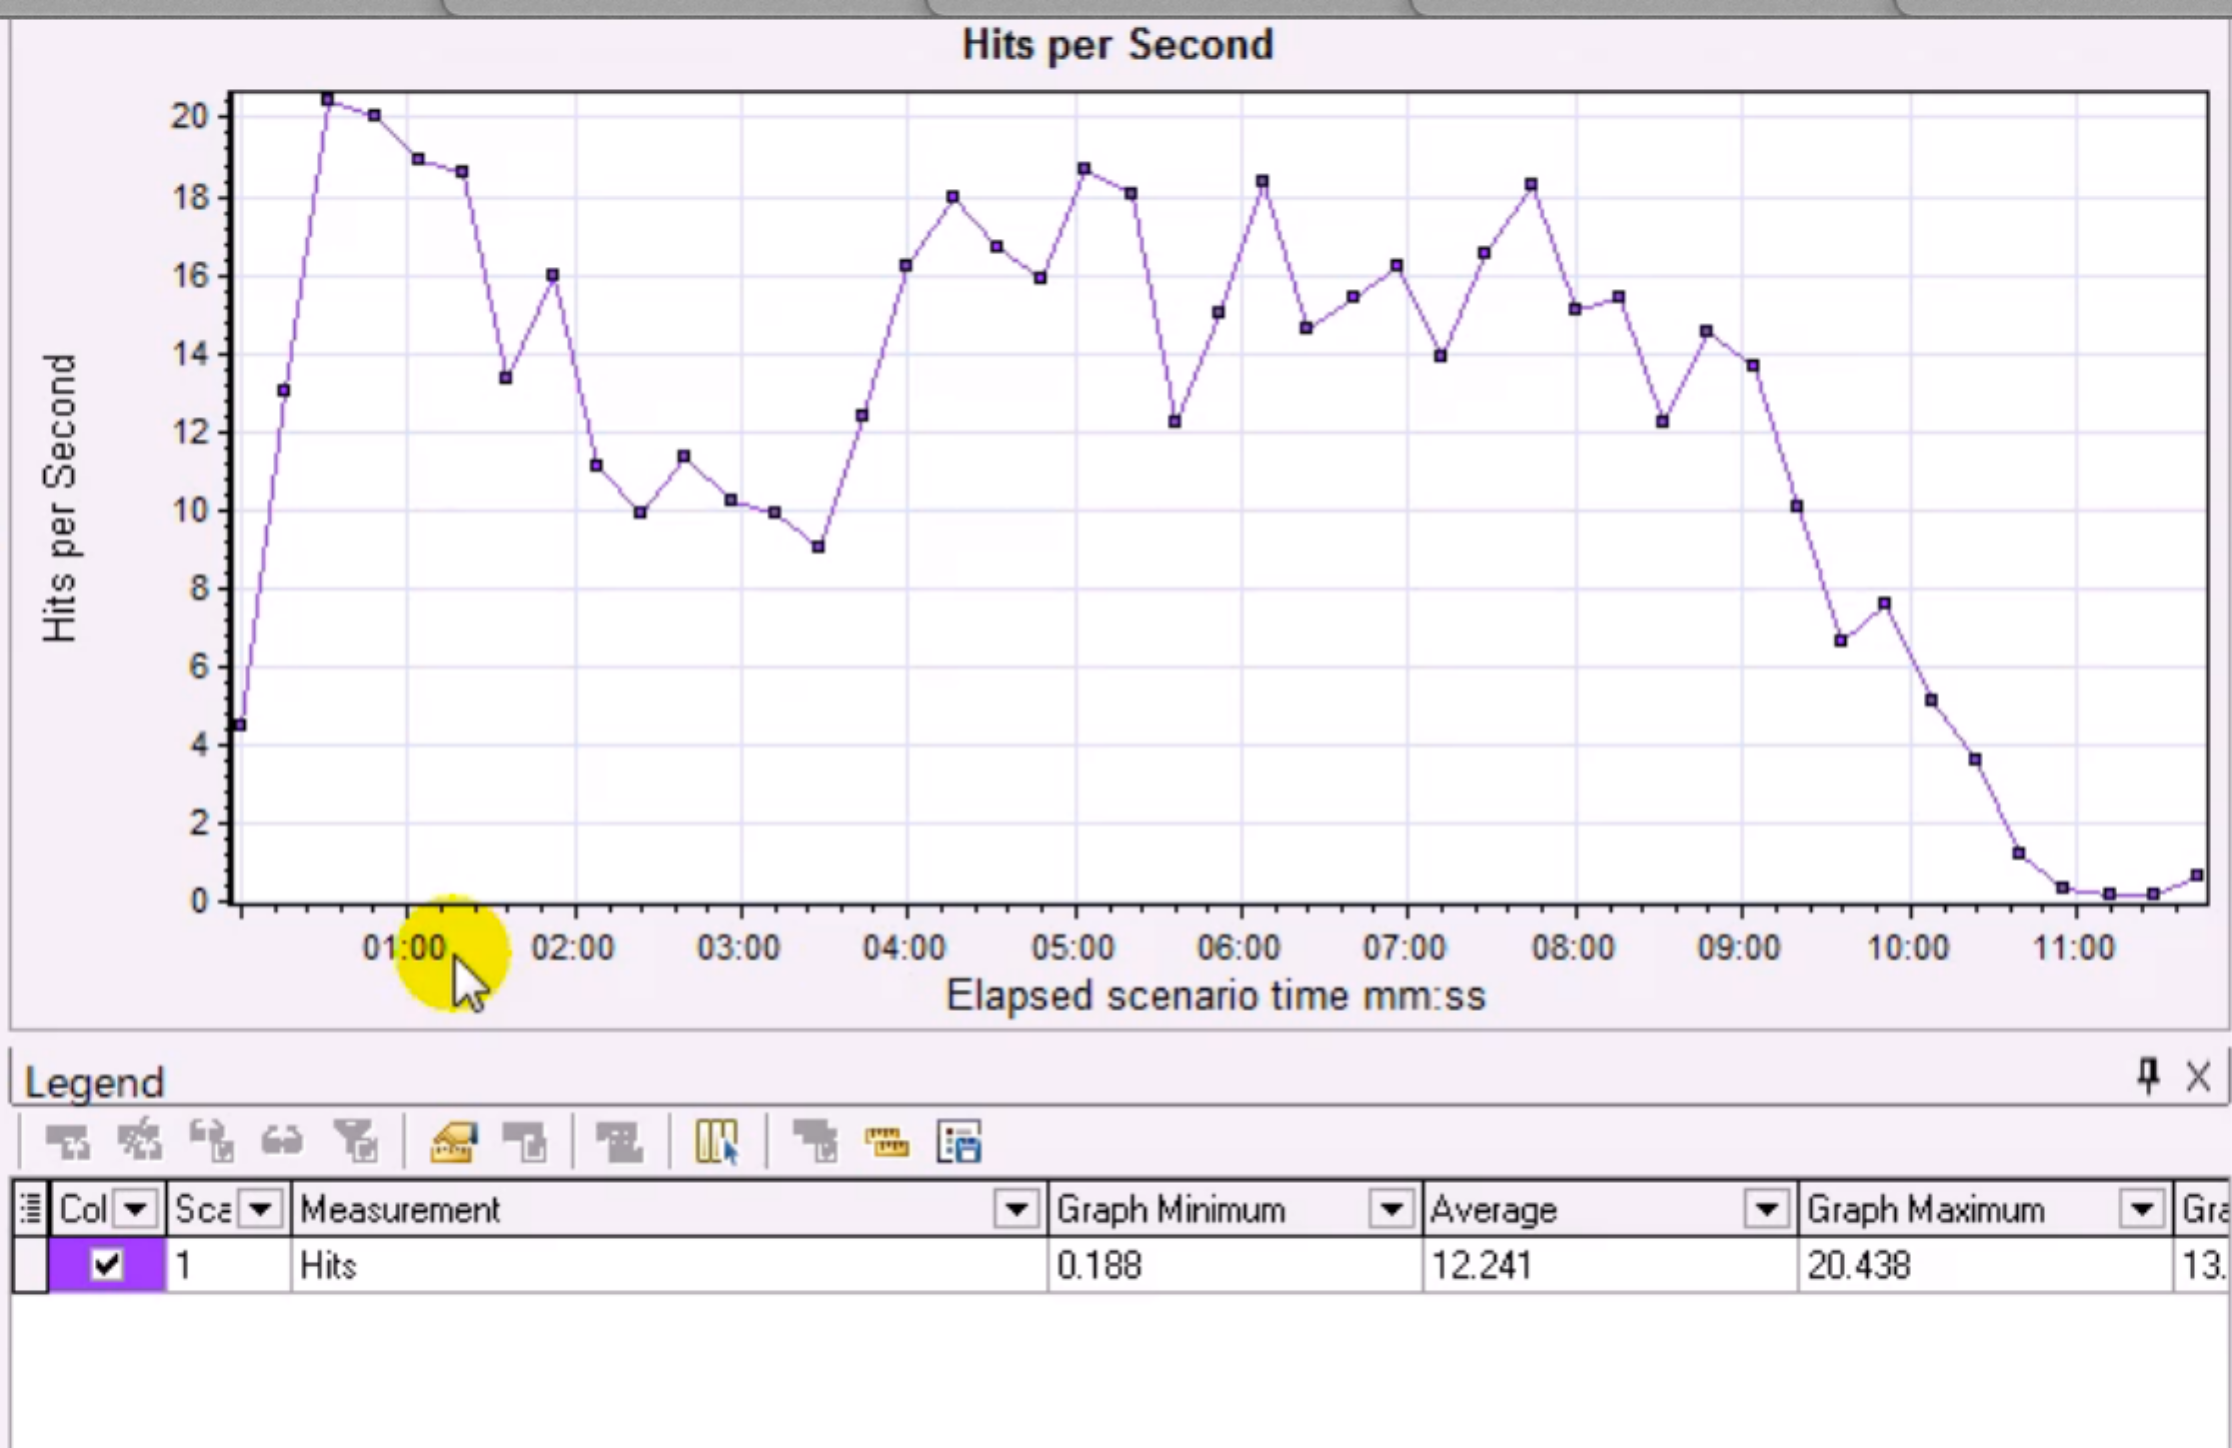 Hits per Second
20
18
16
14
12
10
8
6
4
2
0
Hits per Second
01:00 02:00 03:00 04:00 05:00 06:00 07:00 08:00 09:00 10:00 11:00
Elapsed scenario time mm:ss
Legend
Col Sca Measurement Graph Minimum Average Graph Maximum Gra
1 Hits 0.188 12.241 20.438 13.